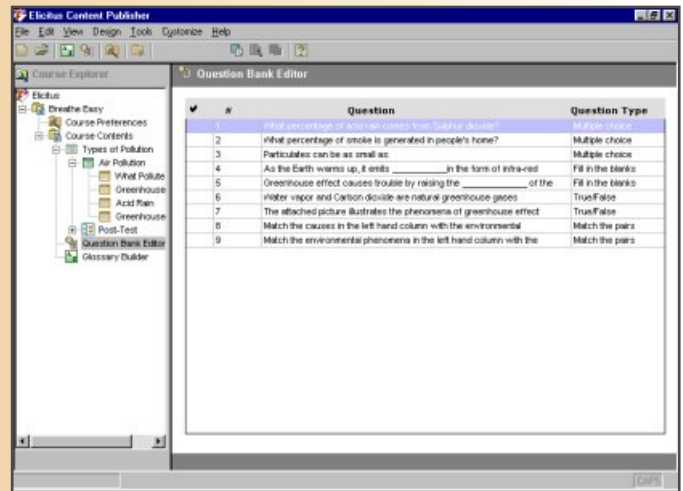 Elicitus Content Publisher
File Edit View Design Tools Customize Help
Course Explorer
Question Bank Editor
Elicitus
Breathe Easy
Course Preferences
Course Contents
Types of Pollution
Air Pollution
What Pollute
Greenhouse
Acid Rain
Greenhouse
Post-Test
Question Bank Editor
Glossary Builder
# Question Question Type
1 What percentage of acid rain comes from Sulphur dioxide? Multiple choice
2 What percentage of smoke is generated in people's home? Multiple choice
3 Particulates can be as small as: Multiple choice
4 As the Earth warms up, it emits ____________in the form of infra-red Fill in the blanks
5 Greenhouse effect causes trouble by raising the ____________ of the Fill in the blanks
6 Water vapor and Carbon dioxide are natural greenhouse gases True/False
7 The attached picture illustrates the phenomena of greenhouse effect True/False
8 Match the causes in the left hand column with the environmental Match the pairs
9 Match the environmental phenomena in the left hand column with the Match the pairs
CAPS